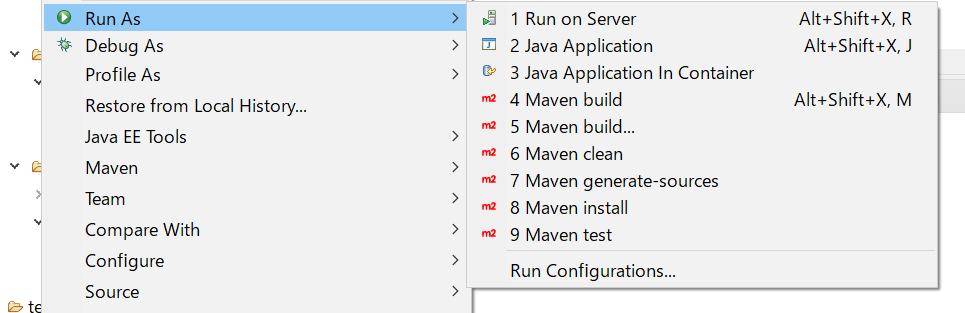 Run As
Debug As
Profile As
Restore from Local History...
Java EE Tools
Maven
Team
Compare With
Configure
Source
1 Run on Server Alt+Shift+X, R
2 Java Application Alt+Shift+X, J
3 Java Application In Container
m2 4 Maven build Alt+Shift+X, M
m2 5 Maven build...
m2 6 Maven clean
m2 7 Maven generate-sources
m2 8 Maven install
m2 9 Maven test
Run Configurations...